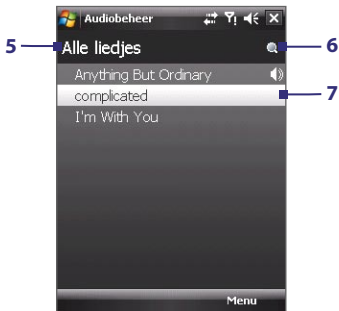 Audiobeheer
5
Alle liedjes
6
Anything But Ordinary
complicated
7
I'm With You
Menu